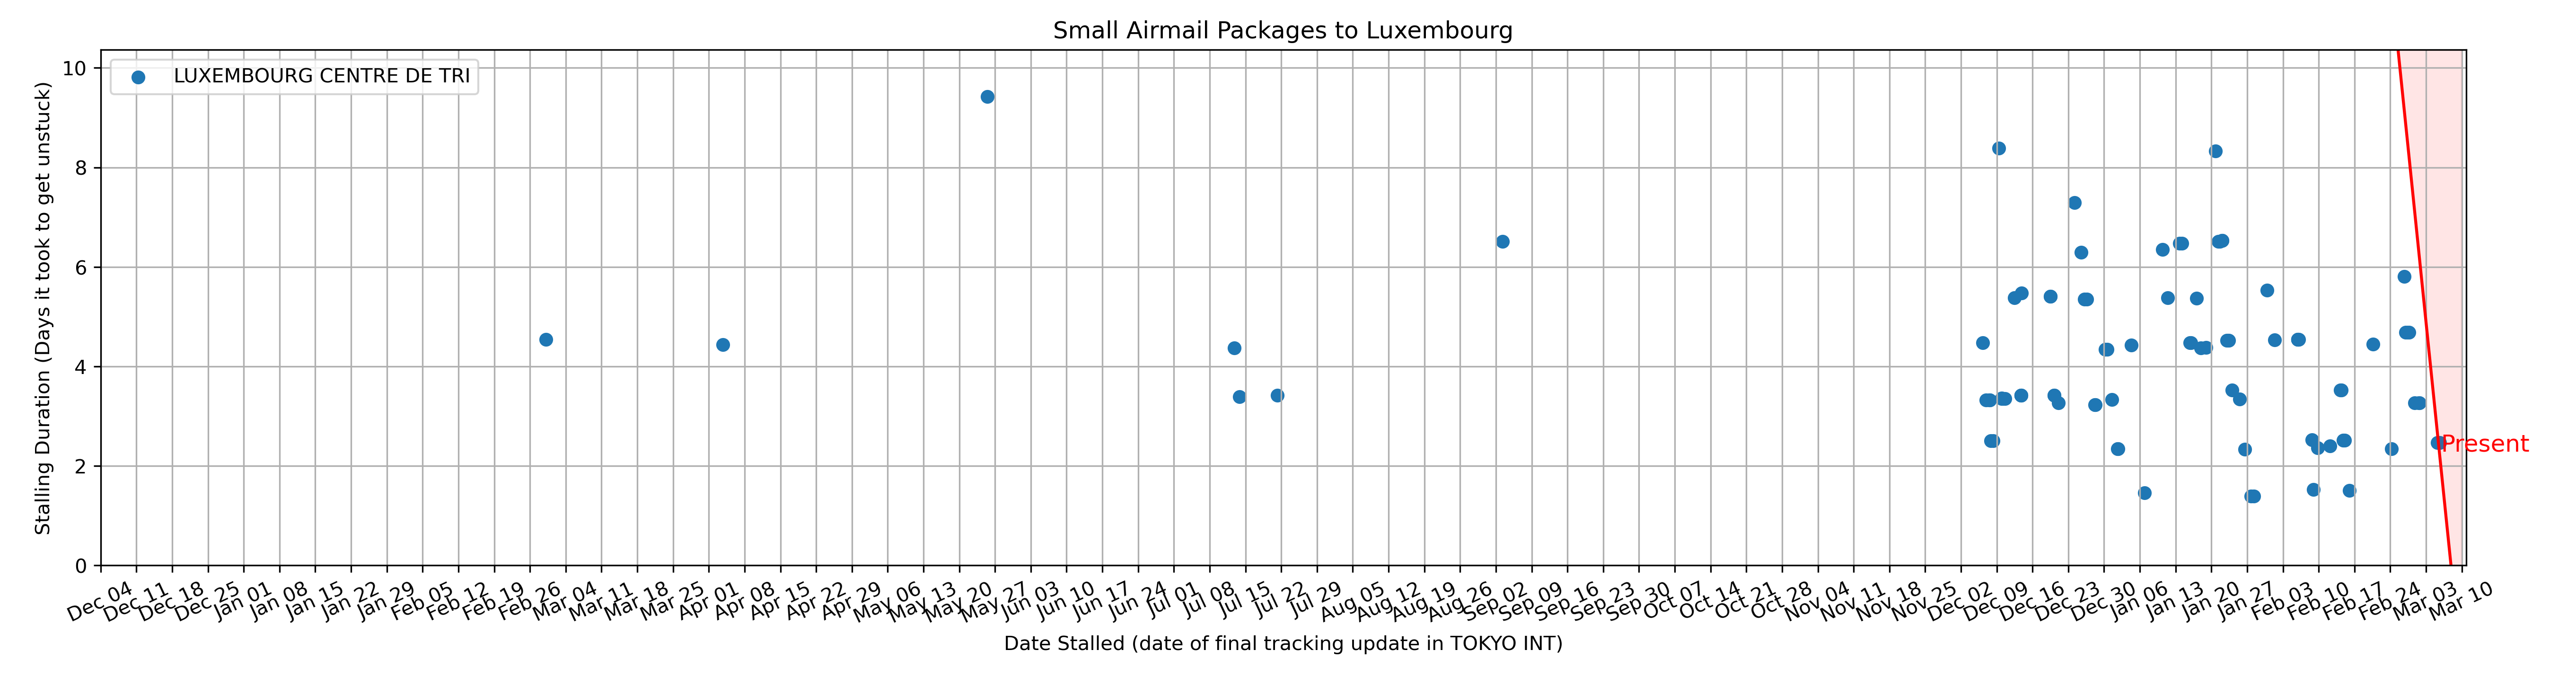 Small Airmail Packages to Luxembourg
LUXEMBOURG CENTRE DE TRI
Stalling Duration (Days it took to get unstuck)
10
8
6
4
2
0
Present
Dec 04 Dec 11 Dec 18 Dec 25 Jan 01 Jan 08 Jan 15 Jan 22 Jan 29 Feb 05 Feb 12 Feb 19 Feb 26 Mar 04 Mar 11 Mar 18 Mar 25 Apr 01 Apr 08 Apr 15 Apr 22 Apr 29 May 06 May 13 May 20 May 27 Jun 03 Jun 10 Jun 17 Jun 24 Jul 01 Jul 08 Jul 15 Jul 22 Jul 29 Aug 05 Aug 12 Aug 19 Aug 26 Sep 02 Sep 09 Sep 16 Sep 23 Sep 30 Oct 07 Oct 14 Oct 21 Oct 28 Nov 04 Nov 11 Nov 18 Nov 25 Dec 02 Dec 09 Dec 16 Dec 23 Dec 30 Jan 06 Jan 13 Jan 20 Jan 27 Feb 03 Feb 10 Feb 17 Feb 24 Mar 03 Mar 10
Date Stalled (date of final tracking update in TOKYO INT)